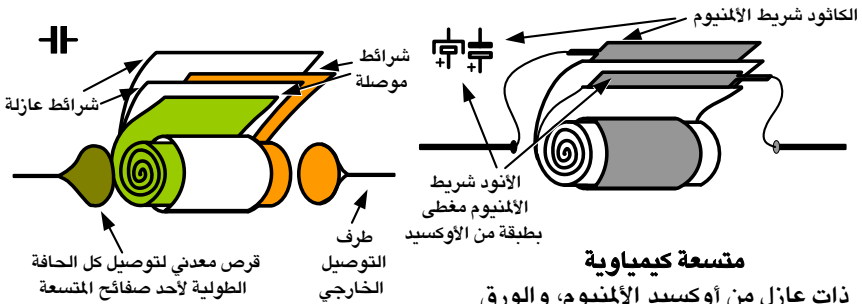 الكاثود شريط الألمنيوم
شرائط
موصلة
شرائط عازلة
+
+
الأنود شريط
الألمنيوم مغطى
بطبقة من الأوكسيد
طرف
التوصيل
الخارجي
قرص معدني لتوصيل كل الحافة
الطولية لأحد صفائح المتسعة
متسعة كيمياوية
ذات عازل من أوكسيد الألمنيوم، والورق